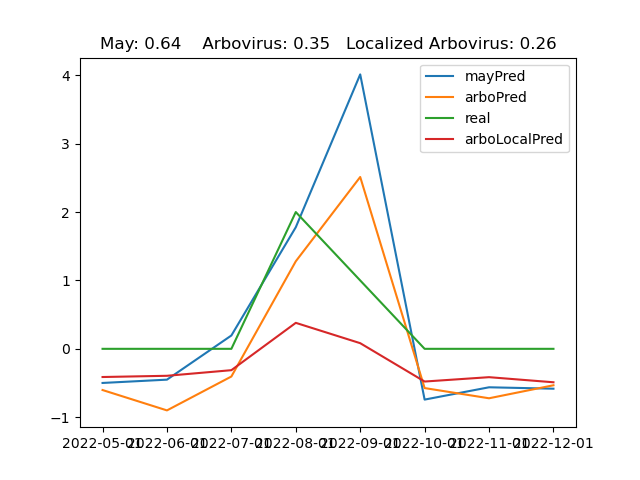 May: 0.64    Arbovirus: 0.35   Localized Arbovirus: 0.26
mayPred
arboPred
real
arboLocalPred
4
3
2
1
0
−1
2022-05-01 2022-06-01 2022-07-01 2022-08-01 2022-09-01 2022-10-01 2022-11-01 2022-12-01